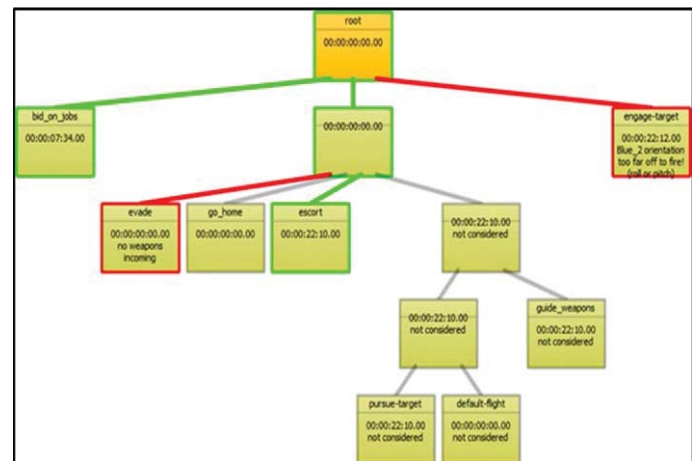 root
00:00:00:00.00
bid_on_jobs
00:00:07:34.00
00:00:00:00.00
engage-target
00:00:22:12.00
Blue_2 orientation
too far off to fire!
(roll or pitch)
evade
00:00:00:00.00
no weapons
incoming
go_home
00:00:00:00.00
escort
00:00:22:10.00
00:00:22:10.00
not considered
00:00:22:10.00
not considered
guide_weapons
00:00:22:10.00
not considered
pursue-target
00:00:22:10.00
not considered
default-flight
00:00:00:00.00
not considered